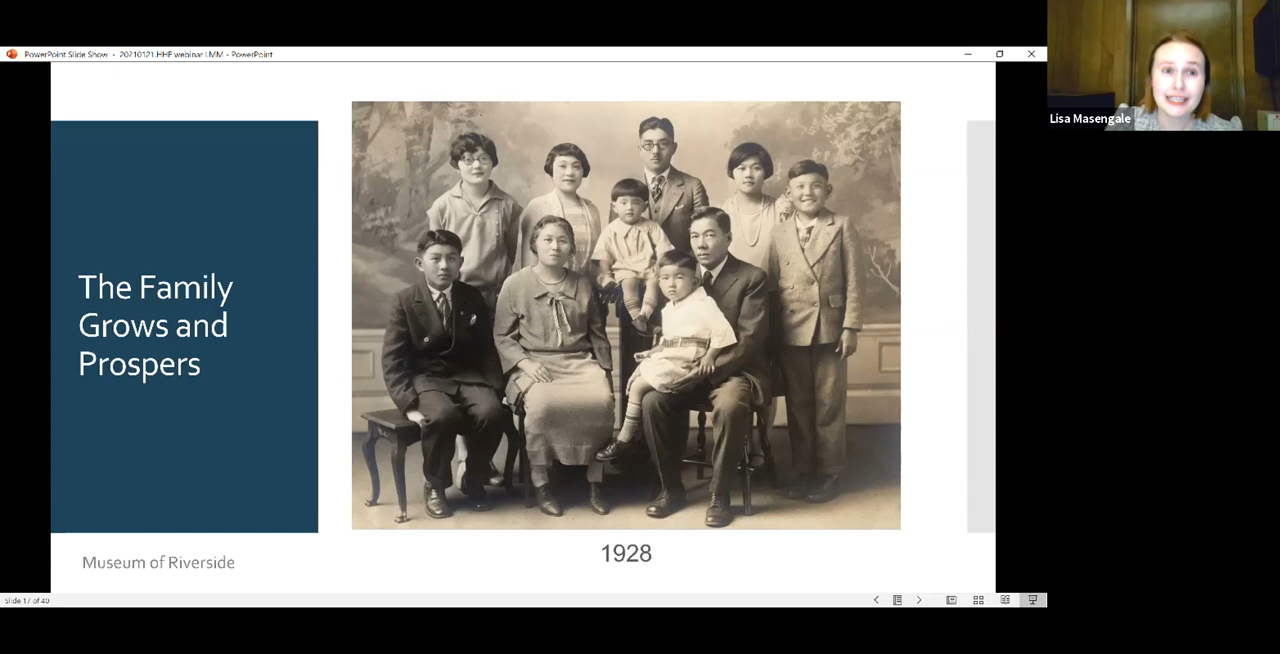 PowerPoint Slide Show - 20210121.HHF webinar LMM - PowerPoint
Lisa Masengale
The Family
Grows and
Prospers
1928
Museum of Riverside
Slide 17 of 40